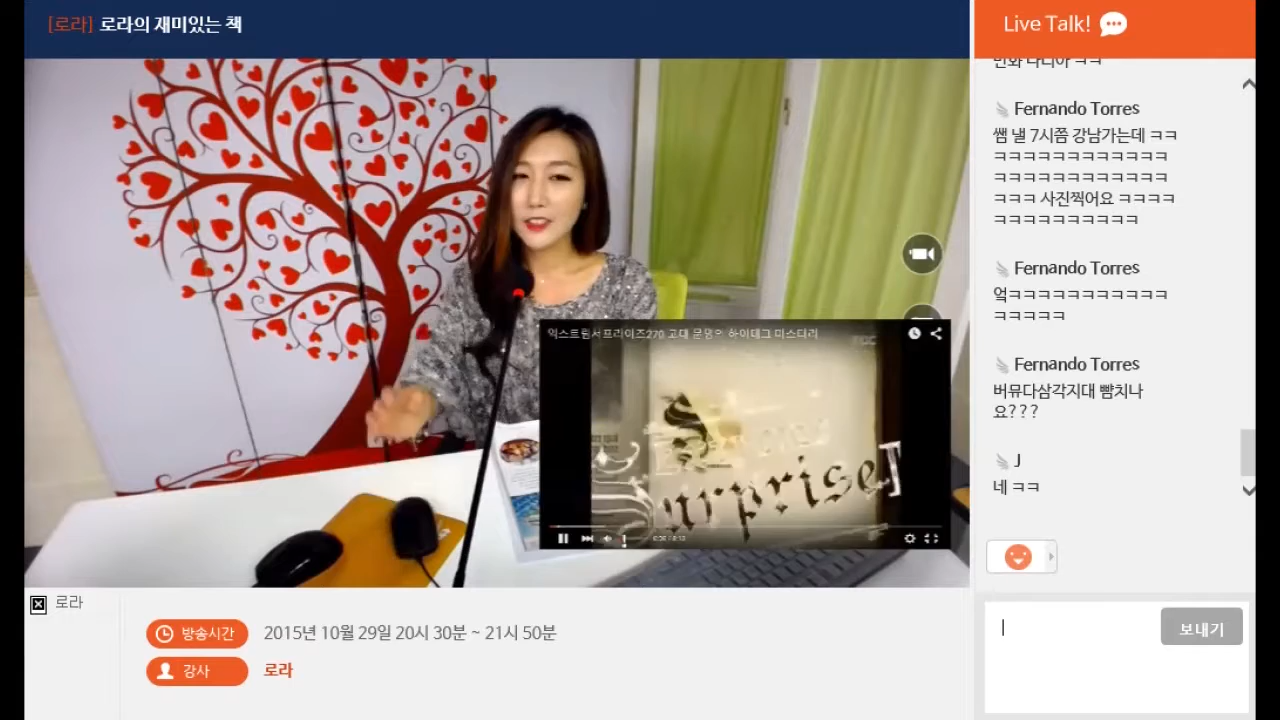 [로라] 로라의 재미있는 책
Live Talk!
Fernando Torres
쌤 낼 7시쯤 강남가는데 ㅋㅋ
ㅋㅋㅋㅋㅋㅋㅋㅋㅋㅋㅋㅋ
ㅋㅋㅋㅋㅋㅋㅋㅋㅋㅋㅋㅋ
ㅋㅋㅋ 사진찍어요 ㅋㅋㅋㅋ
ㅋㅋㅋㅋㅋㅋㅋㅋㅋㅋ
Fernando Torres
엌ㅋㅋㅋㅋㅋㅋㅋㅋㅋㅋㅋ
ㅋㅋㅋㅋㅋ
Fernando Torres
버뮤다삼각지대 뺨치나
요???
J
네 ㅋㅋ
익스트림서프라이즈270 고대 문명의 하이테크 미스터리
Surprise
로라
방송시간 2015년 10월 29일 20시 30분 ~ 21시 50분
강사 로라
보내기